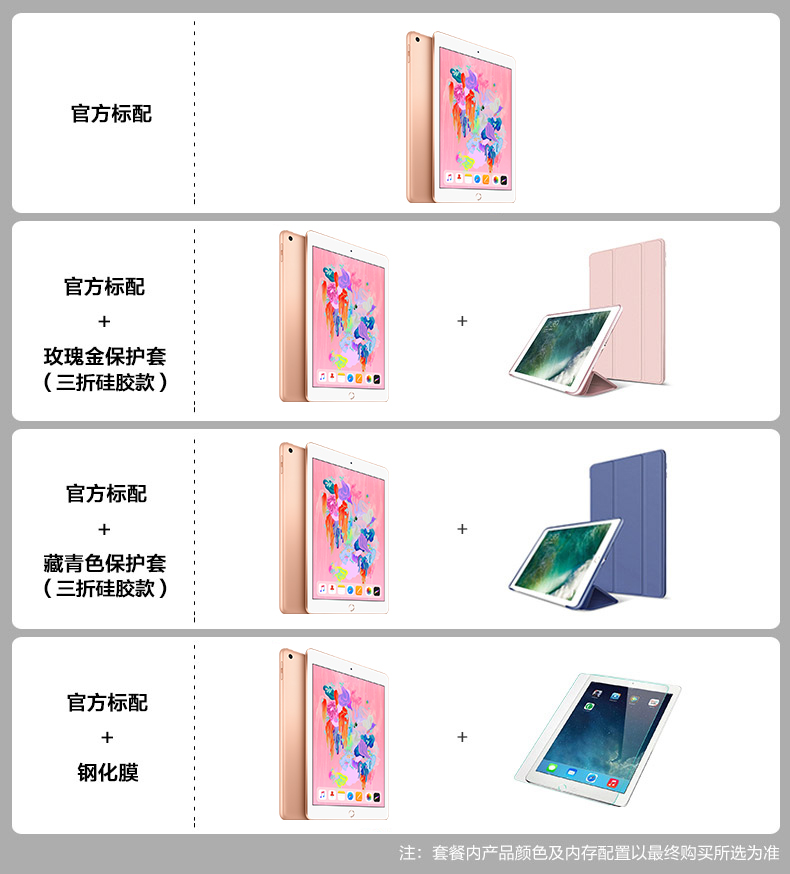 官方标配
官方标配
+
+
玫瑰金保护套
（三折硅胶款）
官方标配
+
+
藏青色保护套
（三折硅胶款）
官方标配
+
+
钢化膜
注：套餐内产品颜色及内存配置以最终购买所选为准